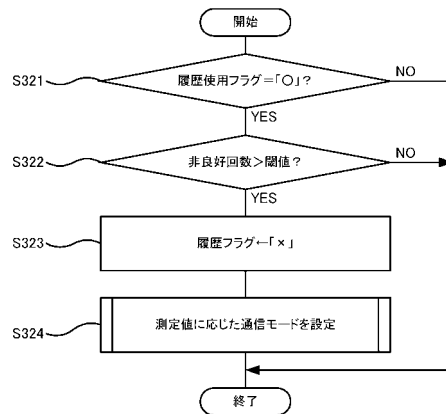 開始
S321
履歴使用フラグ=「○」?
NO
YES
S322
非良好回数>閾値?
NO
YES
S323
履歴フラグ←「×」
S324
測定値に応じた通信モードを設定
終了